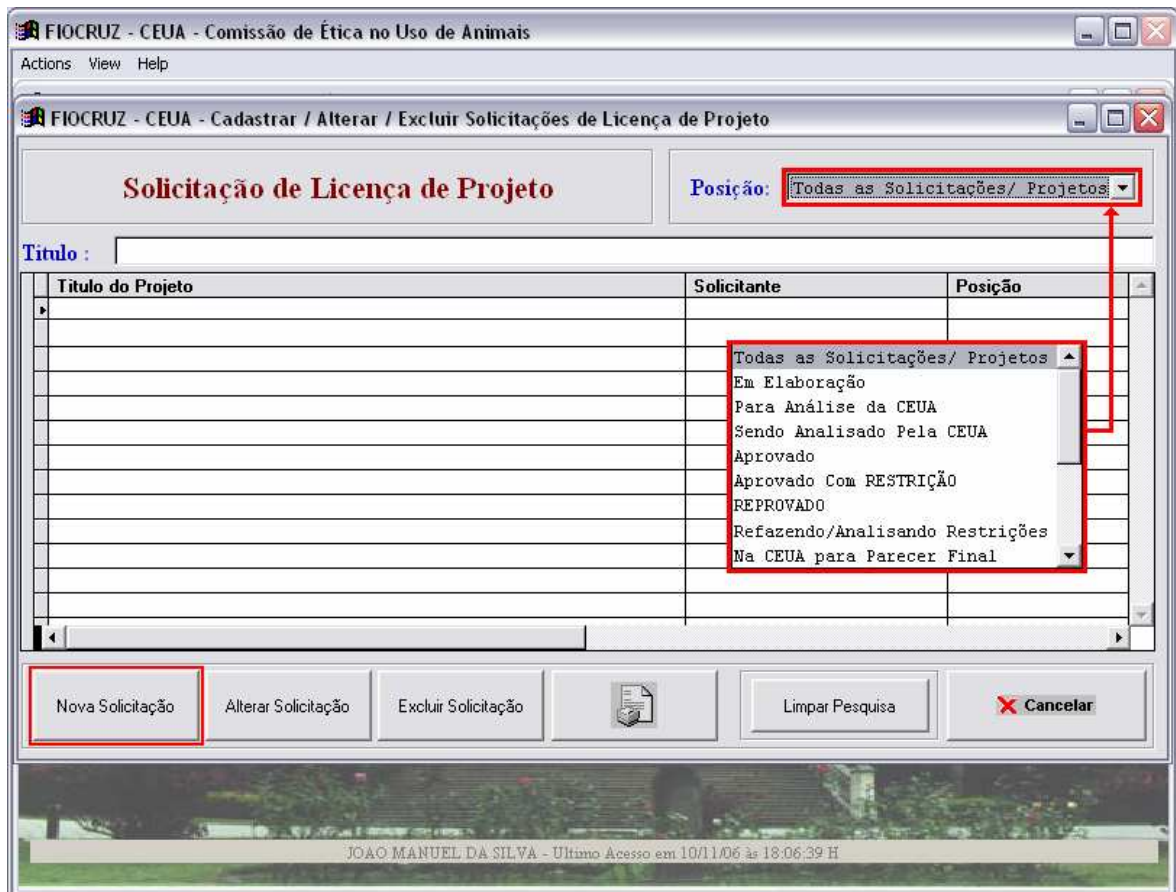 FIOCRUZ - CEUA - Comissão de Ética no Uso de Animais
Actions View Help
FIOCRUZ - CEUA - Cadastrar / Alterar / Excluir Solicitações de Licença de Projeto
Solicitação de Licença de Projeto
Posição: Todas as Solicitações/ Projetos
Titulo :
Titulo do Projeto Solicitante Posição
Todas as Solicitações/ Projetos
Em Elaboração
Para Análise da CEUA
Sendo Analisado Pela CEUA
Aprovado
Aprovado Com RESTRIÇÃO
REPROVADO
Refazendo/Analisando Restrições
Na CEUA para Parecer Final
Nova Solicitação Alterar Solicitação Excluir Solicitação Limpar Pesquisa Cancelar
JOAO MANUEL DA SILVA - Ultimo Acesso em 10/11/06 às 18:06:39 H